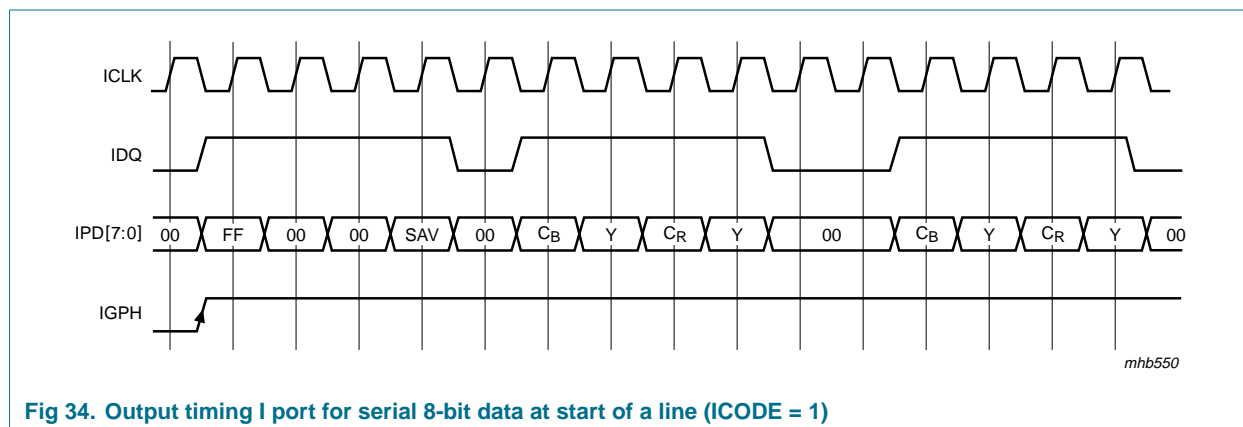 ICLK
IDQ
IPD[7:0] 00 FF 00 00 SAV 00 CB Y CR Y 00 CB Y CR Y 00
IGPH
mhb550
Fig 34. Output timing I port for serial 8-bit data at start of a line (ICODE = 1)